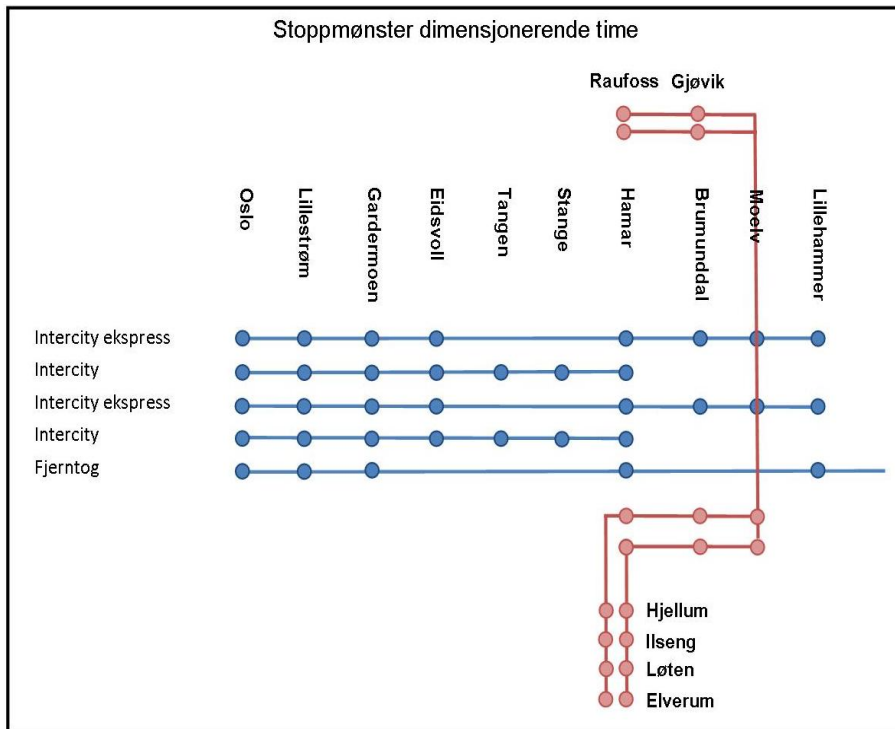 Stoppmønster dimensjonerende time
Raufoss Gjøvik
Oslo
Lillestrøm
Gardermoen
Eidsvoll
Tangen
Stange
Hamar
Brumunddal
Moelv
Lillehammer
Intercity ekspress
Intercity
Intercity ekspress
Intercity
Fjerntog
Hjellum
Ilseng
Løten
Elverum